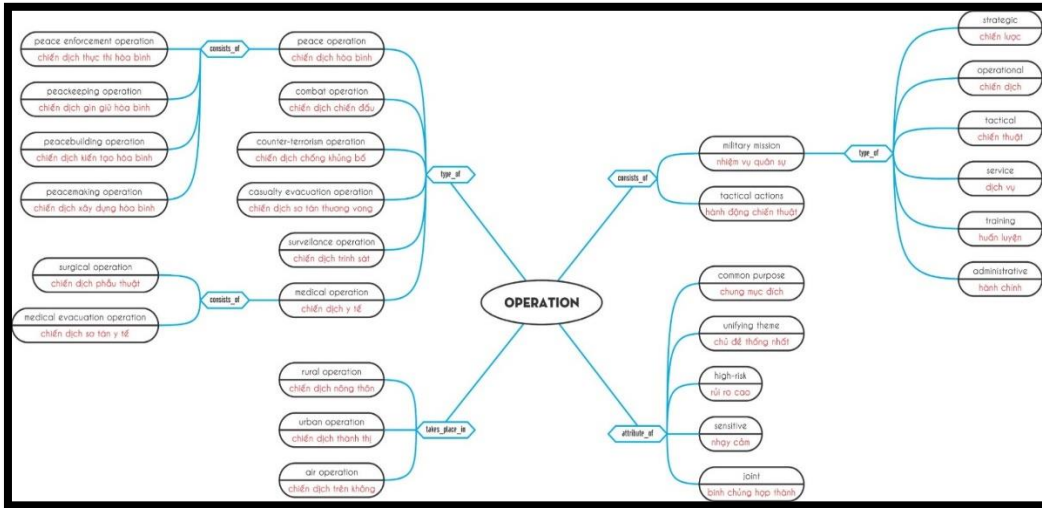 peace enforcement operation
chiến dịch thực thi hòa bình
peackeeping operation
chiến dịch gìn giữ hòa bình
peacebuilding operation
chiến dịch kiến tạo hòa bình
peacemaking operation
chiến dịch xây dựng hòa bình
consists_of
peace operation
chiến dịch hòa bình
combat operation
chiến dịch chiến đấu
counter-terrorism operation
chiến dịch chống khủng bố
casualty evacuation operation
chiến dịch sơ tán thương vong
surveilance operation
chiến dịch trinh sát
medical operation
chiến dịch y tế
type_of
surgical operation
chiến dịch phẫu thuật
medical evacuation operation
chiến dịch sơ tán y tế
consists_of
rural operation
chiến dịch nông thôn
urban operation
chiến dịch thành thị
air operation
chiến dịch trên không
takes_place_in
OPERATION
consists_of
military mission
nhiệm vụ quân sự
tactical actions
hành động chiến thuật
type_of
strategic
chiến lược
operational
chiến dịch
tactical
chiến thuật
service
dịch vụ
training
huấn luyện
administrative
hành chính
attribute_of
common purpose
chung mục đích
unifying theme
chủ đề thống nhất
high-risk
rủi ro cao
sensitive
nhạy cảm
joint
binh chủng hợp thành